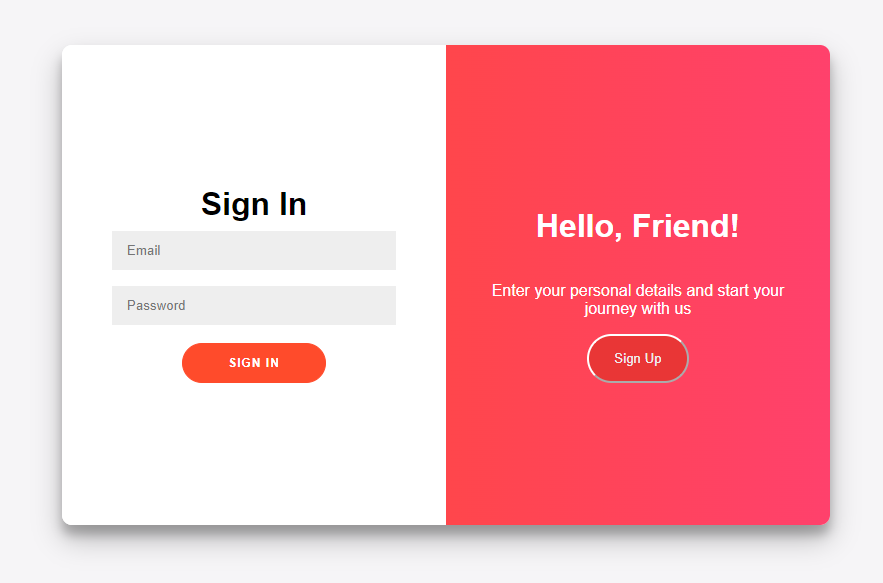 Sign In
Email
Password
SIGN IN
Hello, Friend!
Enter your personal details and start your
journey with us
Sign Up